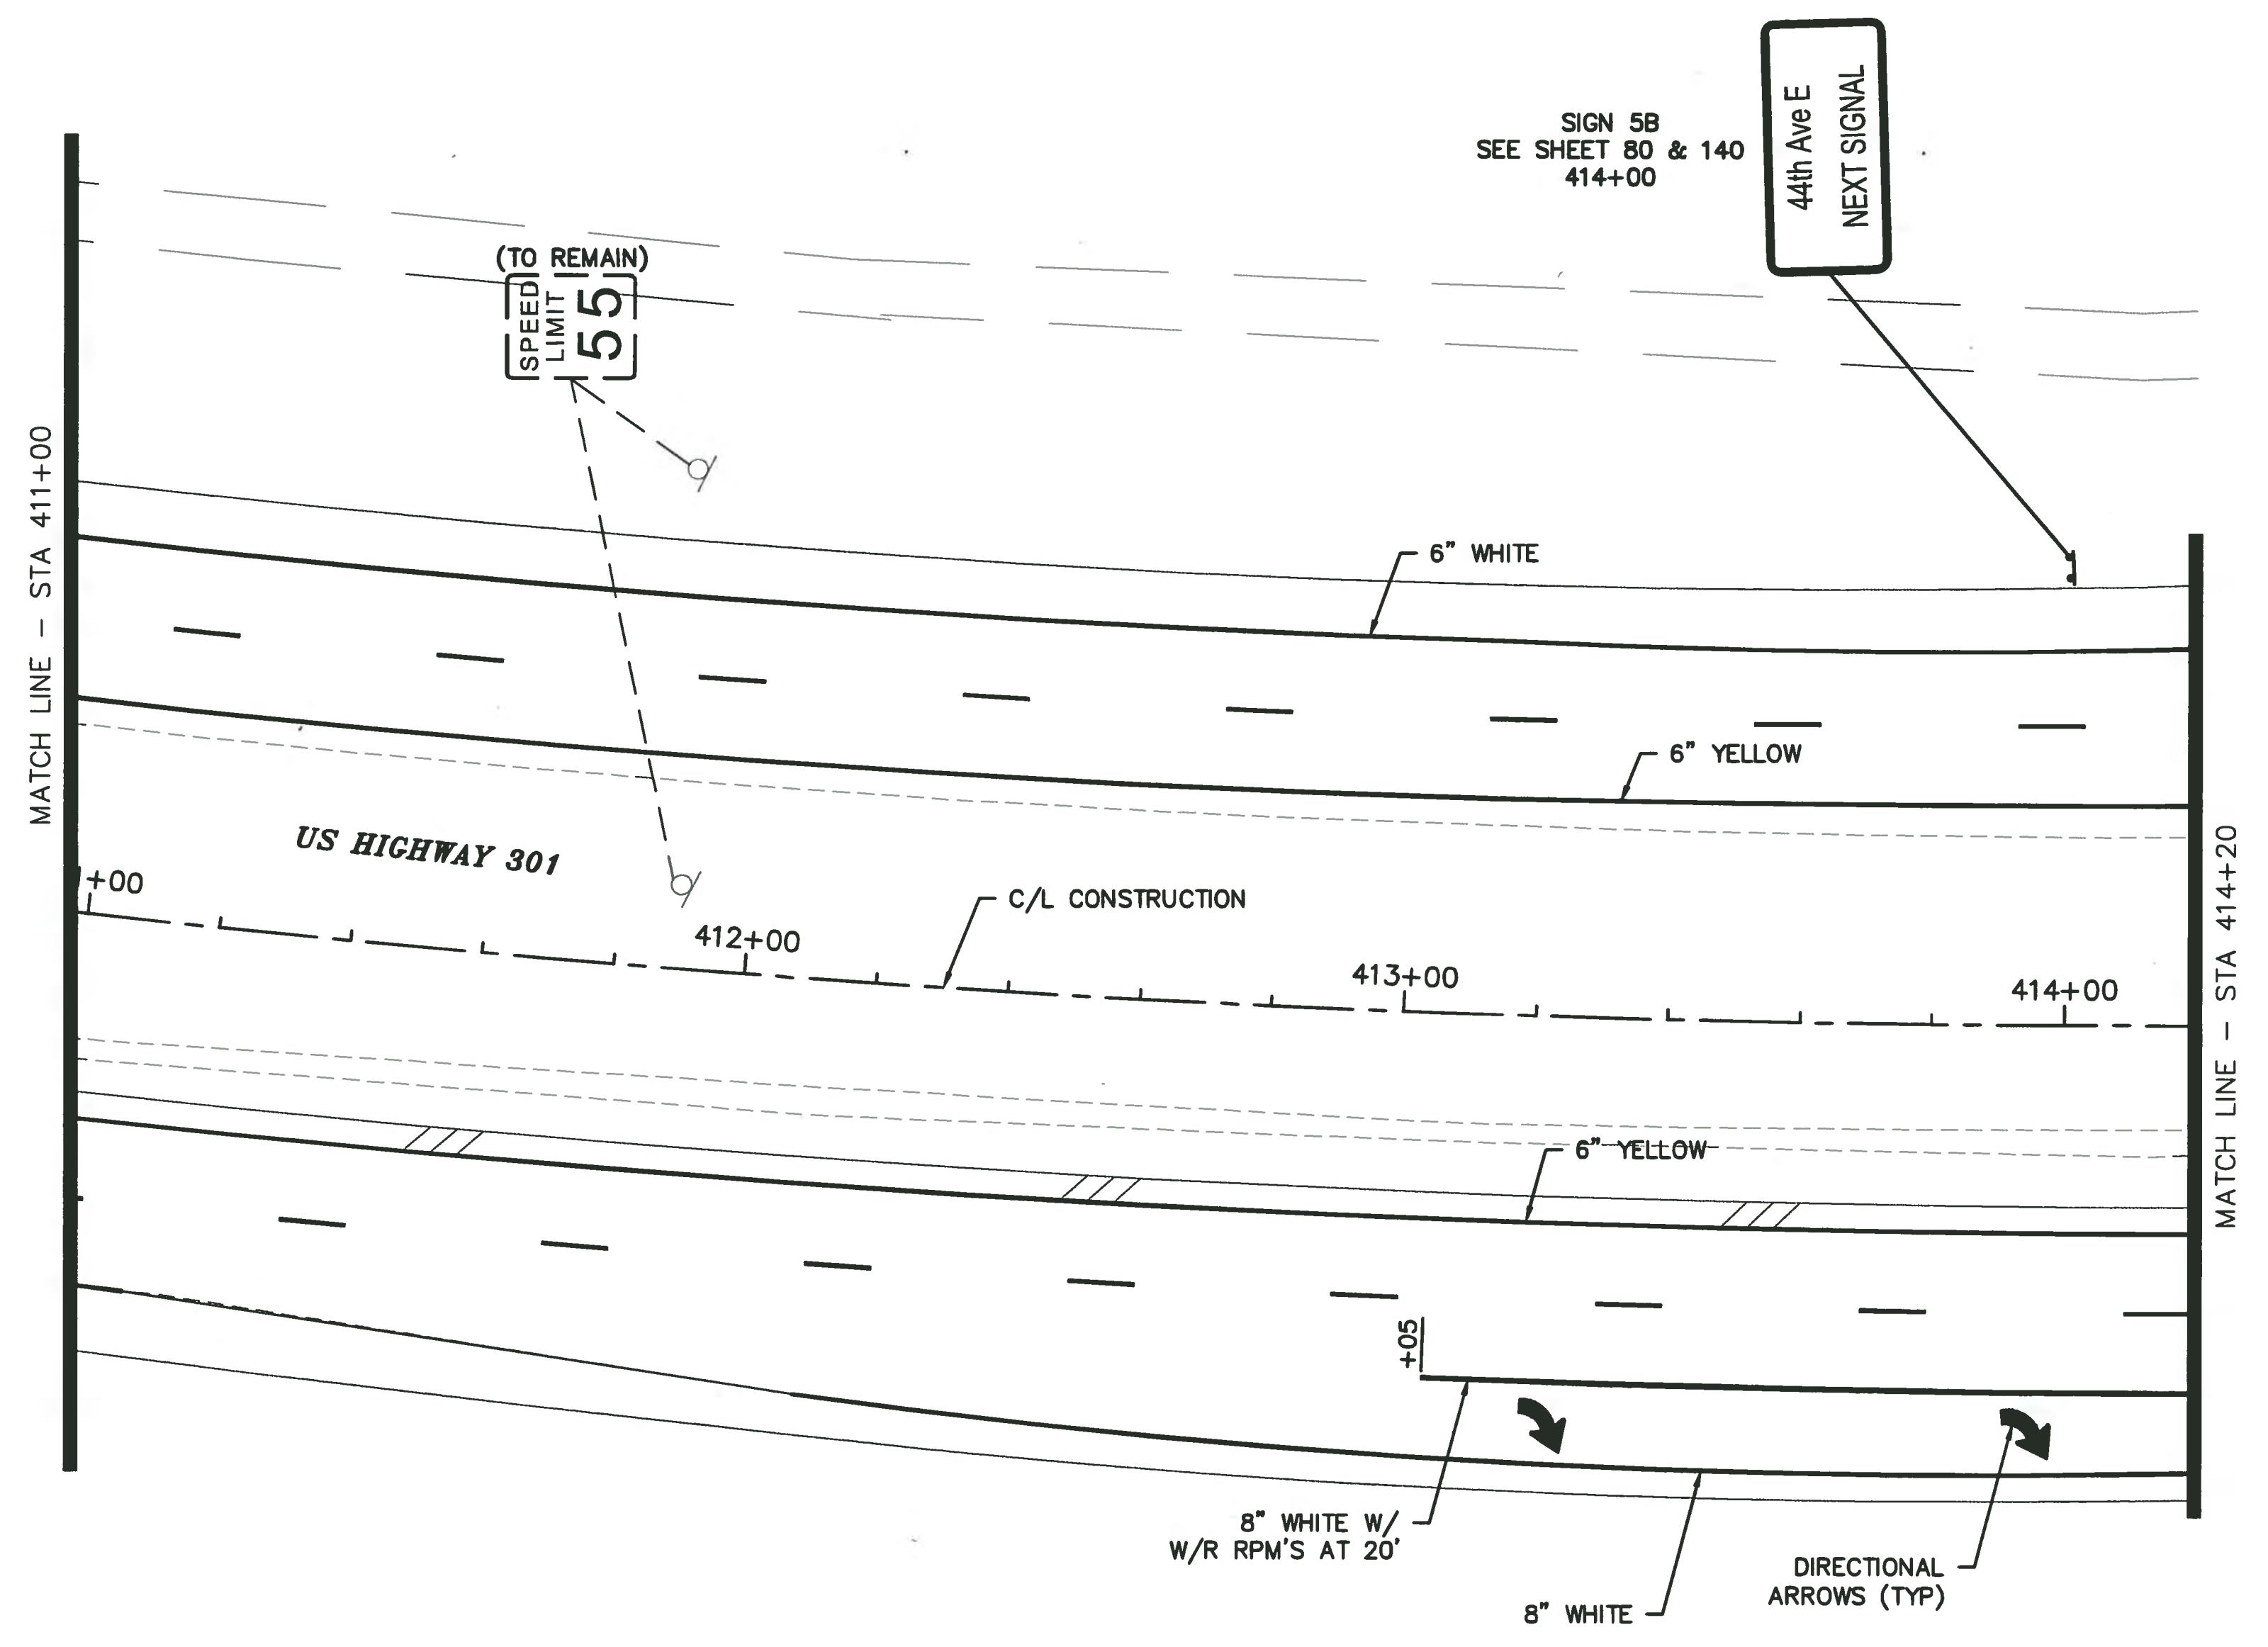 SIGN 5B
SEE SHEET 80 & 140
414+00
44th Ave E
NEXT SIGNAL
(TO REMAIN)
SPEED
LIMIT
55
MATCH LINE – STA 411+00
6" WHITE
6" YELLOW
US HIGHWAY 301
+00
C/L CONSTRUCTION
412+00
413+00
414+00
MATCH LINE – STA 414+20
6" YELLOW
+05
8" WHITE W/
W/R RPM'S AT 20'
8" WHITE
DIRECTIONAL
ARROWS (TYP)